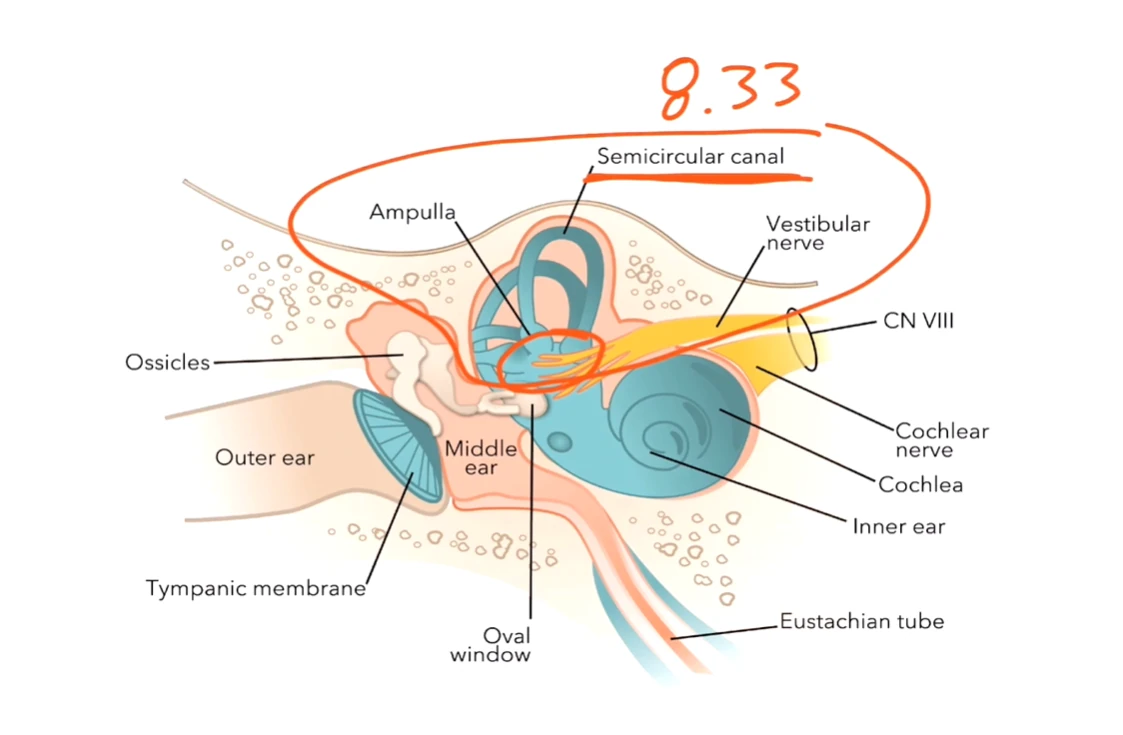 8.33
Semicircular canal
Ampulla
Vestibular
nerve
CN VIII
Ossicles
Outer ear
Middle
ear
Cochlear
nerve
Cochlea
Inner ear
Tympanic membrane
Oval
window
Eustachian tube